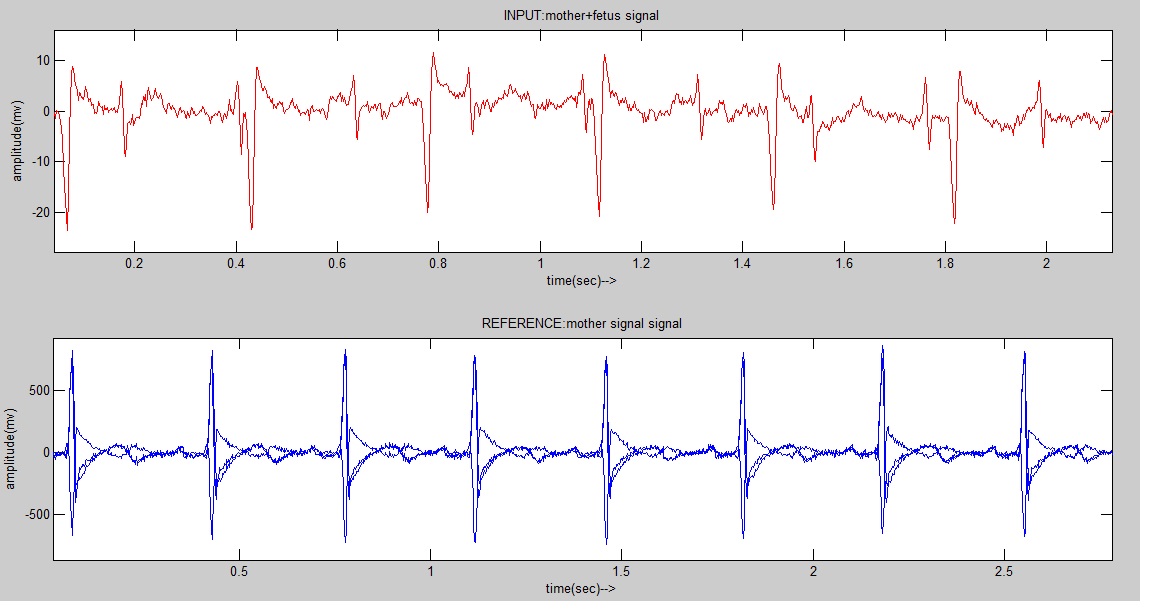 INPUT:mother+fetus signal
10
0
-10
-20
amplitude(mv)
0.2 0.4 0.6 0.8 1 1.2 1.4 1.6 1.8 2
time(sec)-->
REFERENCE:mother signal signal
500
0
-500
amplitude(mv)
0.5 1 1.5 2 2.5
time(sec)-->